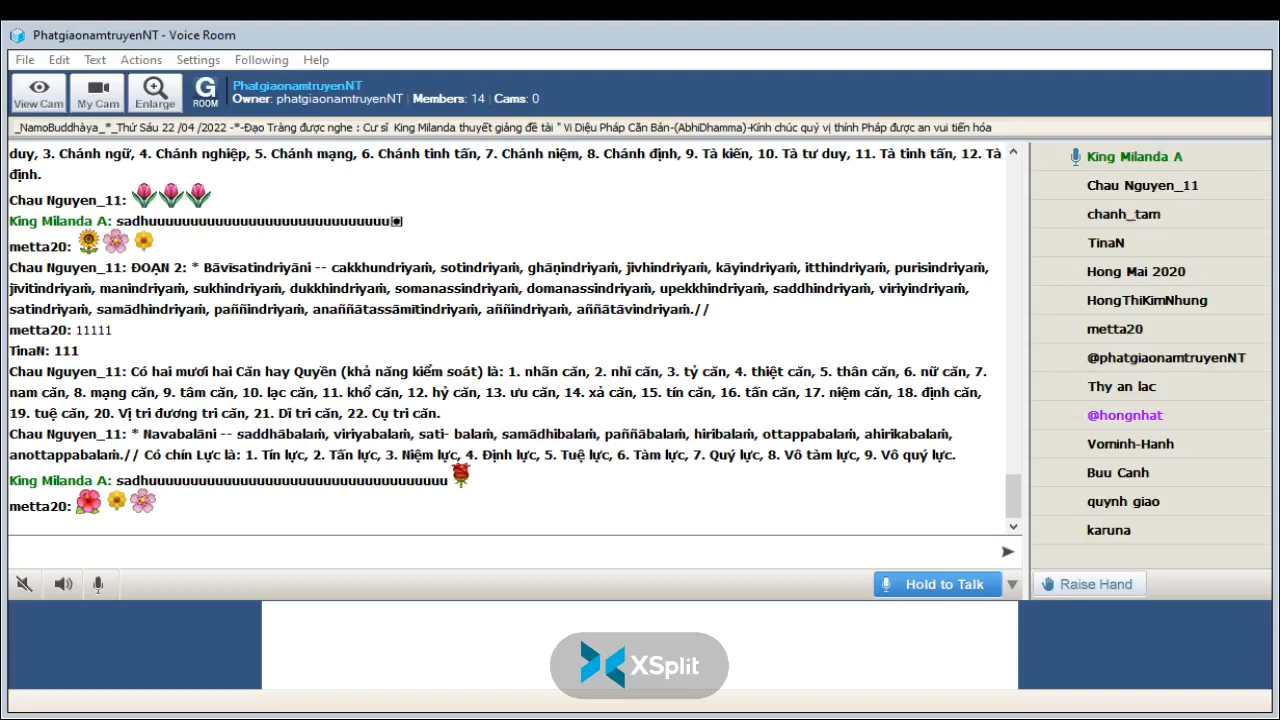 PhatgiaonamtruyenNT - Voice Room
File Edit Text Actions Settings Following Help
View Cam
My Cam
Enlarge
G
ROOM
PhatgiaonamtruyenNT
Owner: phatgiaonamtruyenNT | Members: 14 | Cams: 0
_NamoBuddhàya_*_Thứ Sáu 22 /04 /2022 -*-Đạo Tràng được nghe : Cư sĩ King Milanda thuyết giảng đề tài " Vi Diệu Pháp Căn Bản-(AbhiDhamma)-Kính chúc quý vị thính Pháp được an vui tiến hóa
duy, 3. Chánh ngữ, 4. Chánh nghiệp, 5. Chánh mạng, 6. Chánh tinh tấn, 7. Chánh niệm, 8. Chánh định, 9. Tà kiến, 10. Tà tư duy, 11. Tà tinh tấn, 12. Tà
định.
Chau Nguyen_11:
King Milanda A: sadhuuuuuuuuuuuuuuuuuuuuuuuuuuuuu
metta20:
Chau Nguyen_11: ĐOẠN 2: * Bāvīsatindriyāni -- cakkhundriyaṁ, sotindriyaṁ, ghāṇindriyaṁ, jivhindriyaṁ, kāyindriyaṁ, itthindriyaṁ, purisindriyaṁ,
jīvitindriyaṁ, manindriyaṁ, sukhindriyaṁ, dukkhindriyaṁ, somanassindriyaṁ, domanassindriyaṁ, upekkhindriyaṁ, saddhindriyaṁ, viriyindriyaṁ,
satindriyaṁ, samādhindriyaṁ, paññindriyaṁ, anaññātassāmītindriyaṁ, aññindriyaṁ, aññātāvindriyaṁ.//
metta20: 11111
TinaN: 111
Chau Nguyen_11: Có hai mươi hai Căn hay Quyền (khả năng kiểm soát) là: 1. nhãn căn, 2. nhĩ căn, 3. tỷ căn, 4. thiệt căn, 5. thân căn, 6. nữ căn, 7.
nam căn, 8. mạng căn, 9. tâm căn, 10. lạc căn, 11. khổ căn, 12. hỷ căn, 13. ưu căn, 14. xả căn, 15. tín căn, 16. tấn căn, 17. niệm căn, 18. định căn,
19. tuệ căn, 20. Vị tri đương tri căn, 21. Dĩ tri căn, 22. Cụ tri căn.
Chau Nguyen_11: * Navabalāni -- saddhābalaṁ, viriyabalaṁ, sati- balaṁ, samādhibalaṁ, paññābalaṁ, hiribalaṁ, ottappabalaṁ, ahirikabalaṁ,
anottappabalaṁ.// Có chín Lực là: 1. Tín lực, 2. Tấn lực, 3. Niệm lực, 4. Định lực, 5. Tuệ lực, 6. Tàm lực, 7. Quý lực, 8. Vô tàm lực, 9. Vô quý lực.
King Milanda A: sadhuuuuuuuuuuuuuuuuuuuuuuuuuuuuuuuuuuuu
metta20:
Hold to Talk
King Milanda A
Chau Nguyen_11
chanh_tam
TinaN
Hong Mai 2020
HongThiKimNhung
metta20
@phatgiaonamtruyenNT
Thy an lac
@hongnhat
Vominh-Hanh
Buu Canh
quynh giao
karuna
Raise Hand
XSplit